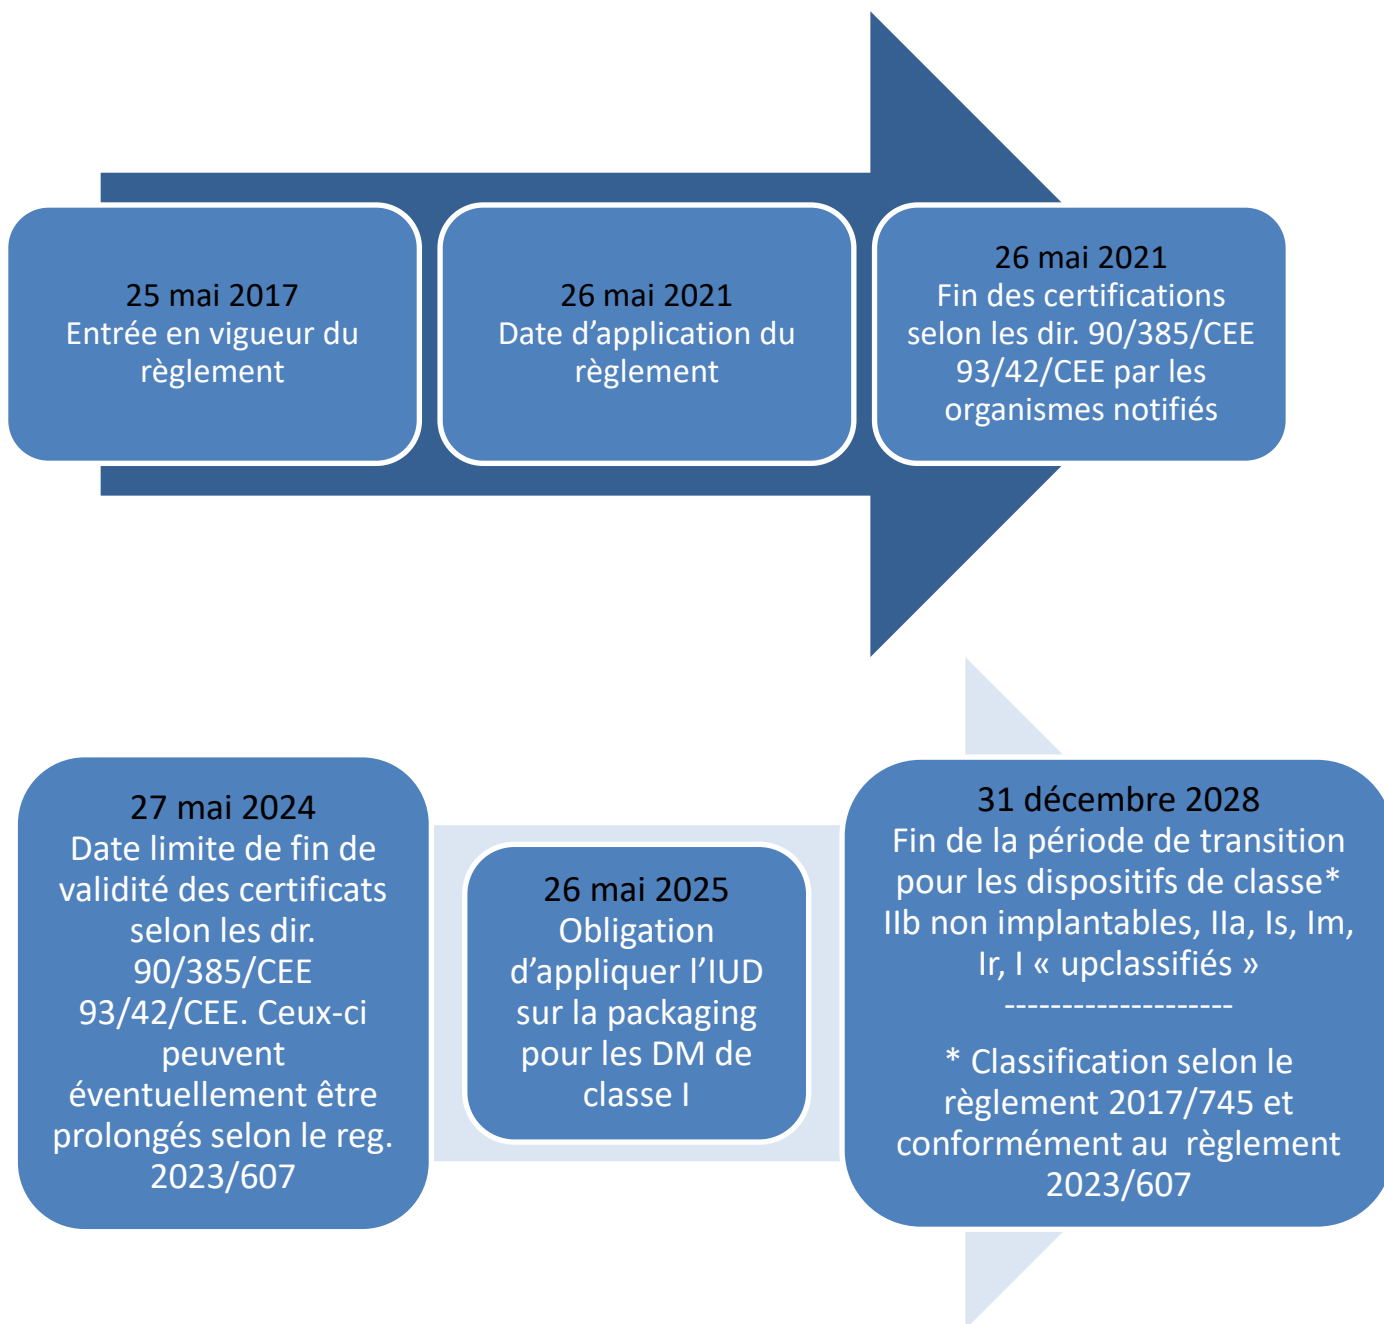 25 mai 2017
Entrée en vigueur du
règlement
26 mai 2021
Date d’application du
règlement
26 mai 2021
Fin des certifications
selon les dir. 90/385/CEE
93/42/CEE par les
organismes notifiés
27 mai 2024
Date limite de fin de
validité des certificats
selon les dir.
90/385/CEE
93/42/CEE. Ceux-ci
peuvent
éventuellement être
prolongés selon le reg.
2023/607
26 mai 2025
Obligation
d’appliquer l’IUD
sur la packaging
pour les DM de
classe I
31 décembre 2028
Fin de la période de transition
pour les dispositifs de classe*
IIb non implantables, IIa, Is, Im,
Ir, I « upclassifiés »
--------------------
* Classification selon le
règlement 2017/745 et
conformément au règlement
2023/607